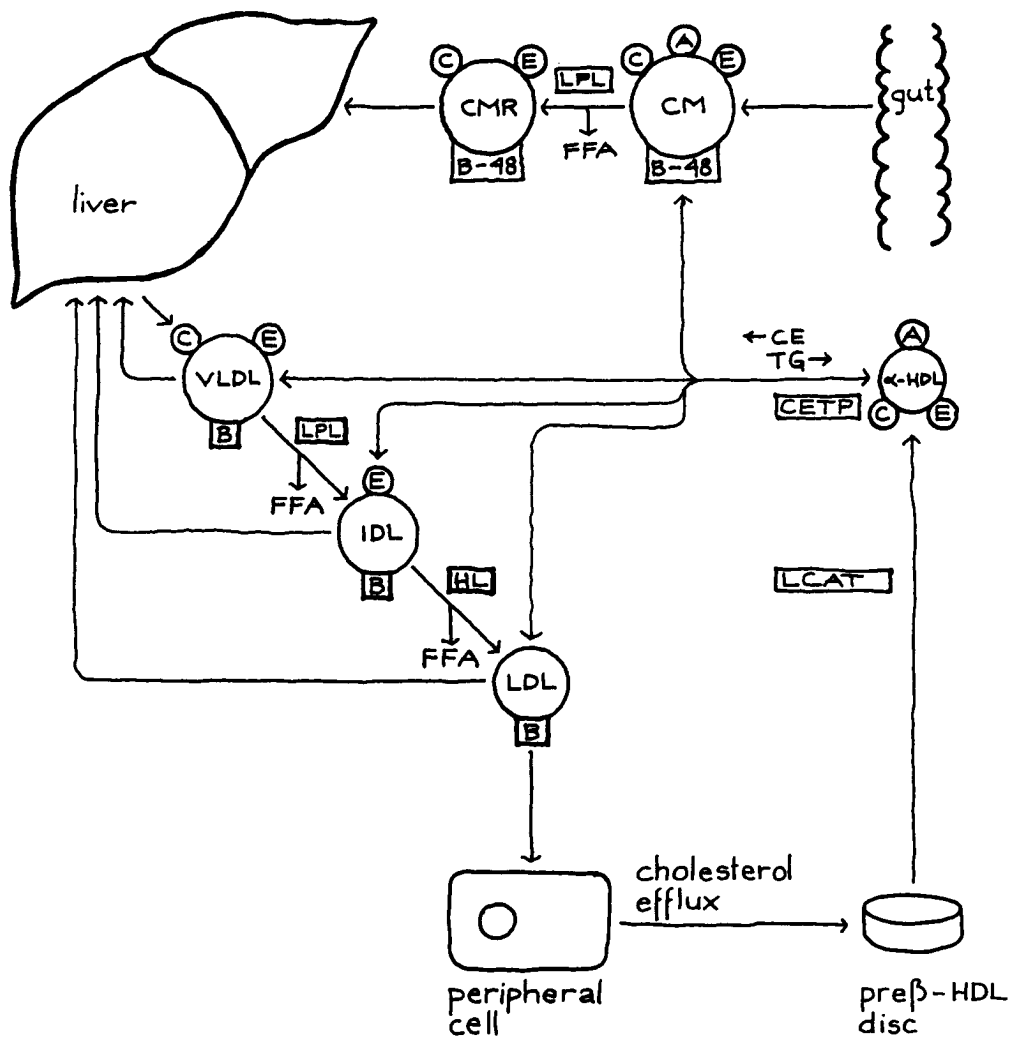 A
C E C E
LPL
CMR CM gut
FFA
B-48 B-48
liver
C E
VLDL
B
LPL
FFA
← CE
TG →
CETP
A
α-HDL
C E
E
IDL
B
HL
FFA
LCAT
LDL
B
cholesterol
efflux
peripheral
cell
preβ-HDL
disc